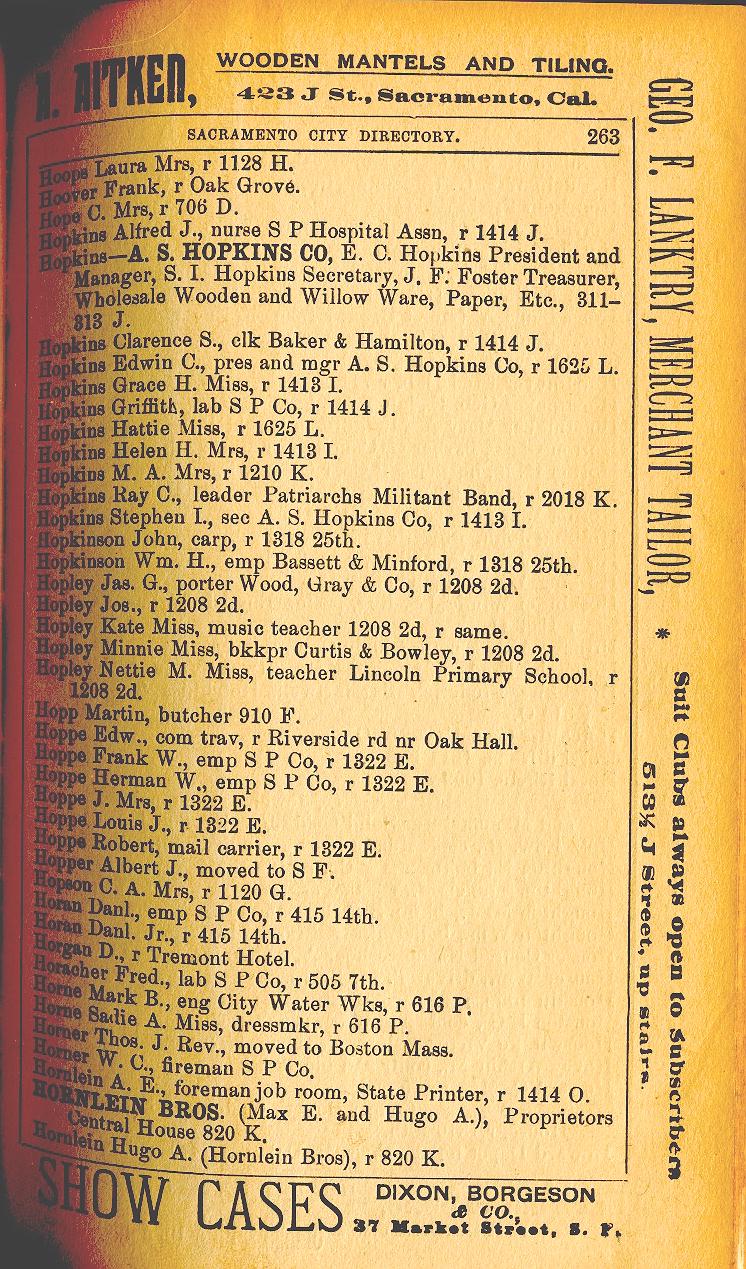 A. AITKEN,
WOODEN MANTELS AND TILING.
423 J St., Sacramento, Cal.
SACRAMENTO CITY DIRECTORY. 263
Hoops Laura Mrs, r 1128 H.
Hoover Frank, r Oak Grove.
Hope C. Mrs, r 706 D.
Hopkins Alfred J., nurse S P Hospital Assn, r 1414 J.
Hopkins—A. S. HOPKINS CO, E. C. Hopkins President and
Manager, S. I. Hopkins Secretary, J. F. Foster Treasurer,
Wholesale Wooden and Willow Ware, Paper, Etc., 311–
313 J.
Hopkins Clarence S., clk Baker & Hamilton, r 1414 J.
Hopkins Edwin C., pres and mgr A. S. Hopkins Co, r 1625 L.
Hopkins Grace H. Miss, r 1413 I.
Hopkins Griffith, lab S P Co, r 1414 J.
Hopkins Hattie Miss, r 1625 L.
Hopkins Helen H. Mrs, r 1413 I.
Hopkins M. A. Mrs, r 1210 K.
Hopkins Ray C., leader Patriarchs Militant Band, r 2018 K.
Hopkins Stephen I., sec A. S. Hopkins Co, r 1413 I.
Hopkinson John, carp, r 1318 25th.
Hopkinson Wm. H., emp Bassett & Minford, r 1318 25th.
Hopley Jas. G., porter Wood, Gray & Co, r 1208 2d.
Hopley Jos., r 1208 2d.
Hopley Kate Miss, music teacher 1208 2d, r same.
Hopley Minnie Miss, bkkpr Curtis & Bowley, r 1208 2d.
Hopley Nettie M. Miss, teacher Lincoln Primary School, r
1208 2d.
Hopp Martin, butcher 910 F.
Hoppe Edw., com trav, r Riverside rd nr Oak Hall.
Hoppe Frank W., emp S P Co, r 1322 E.
Hoppe Herman W., emp S P Co, r 1322 E.
Hoppe J. Mrs, r 1322 E.
Hoppe Louis J., r 1322 E.
Hoppe Robert, mail carrier, r 1322 E.
Hopper Albert J., moved to S F.
Hopson C. A. Mrs, r 1120 G.
Horan Danl., emp S P Co, r 415 14th.
Horan Danl. Jr., r 415 14th.
Horgan D., r Tremont Hotel.
Horacher Fred., lab S P Co, r 505 7th.
Horne Mark B., eng City Water Wks, r 616 P.
Horne Sadie A. Miss, dressmkr, r 616 P.
Horner Thos. J. Rev., moved to Boston Mass.
Horner W. C., fireman S P Co.
Hornlein A. E., foreman job room, State Printer, r 1414 O.
HORNLEIN BROS. (Max E. and Hugo A.), Proprietors
Central House 820 K.
Hornlein Hugo A. (Hornlein Bros), r 820 K.
SHOW CASES
DIXON, BORGESON
& CO.,
37 Market Street, S. F.
GEO. F. LANKTRY, MERCHANT TAILOR, *
Suit Clubs always open to Subscribers
513½ J Street, up stairs.